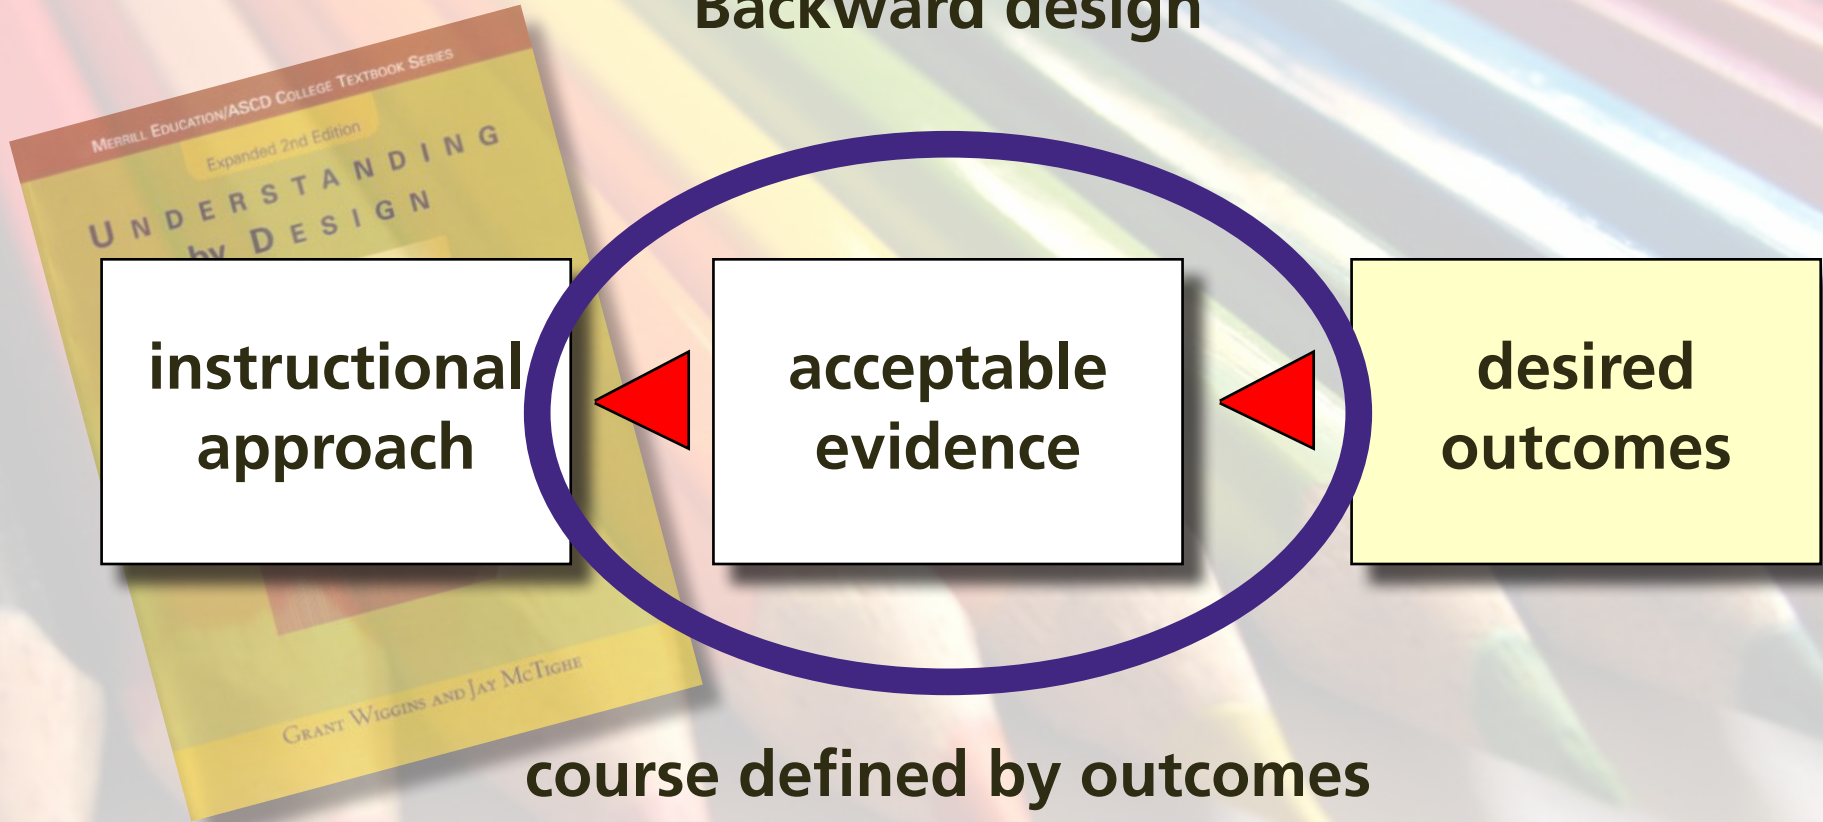 Backward design
MERRILL EDUCATION/ASCD COLLEGE TEXTBOOK SERIES
Expanded 2nd Edition
UNDERSTANDING
by DESIGN
instructional
approach
acceptable
evidence
desired
outcomes
GRANT WIGGINS AND JAY MCTIGHE
course defined by outcomes